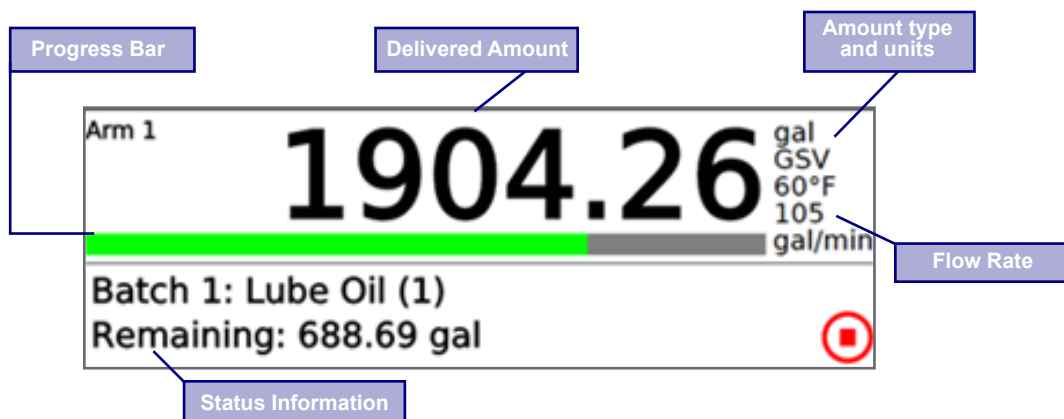 Progress Bar
Delivered Amount
Amount type
and units
Arm 1
1904.26
gal
GSV
60°F
105
gal/min
Flow Rate
Batch 1: Lube Oil (1)
Remaining: 688.69 gal
Status Information